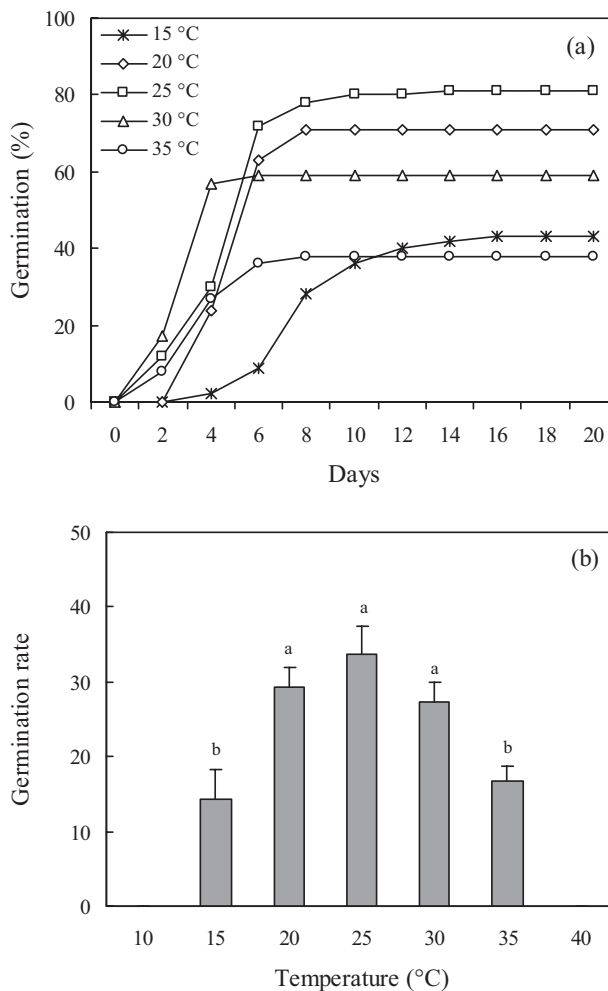 100
80
60
40
20
0
Germination (%)
15 °C
20 °C
25 °C
30 °C
35 °C
(a)
0 2 4 6 8 10 12 14 16 18 20
Days
50
40
30
20
10
0
Germination rate
(b)
b a a a b
10 15 20 25 30 35 40
Temperature (°C)